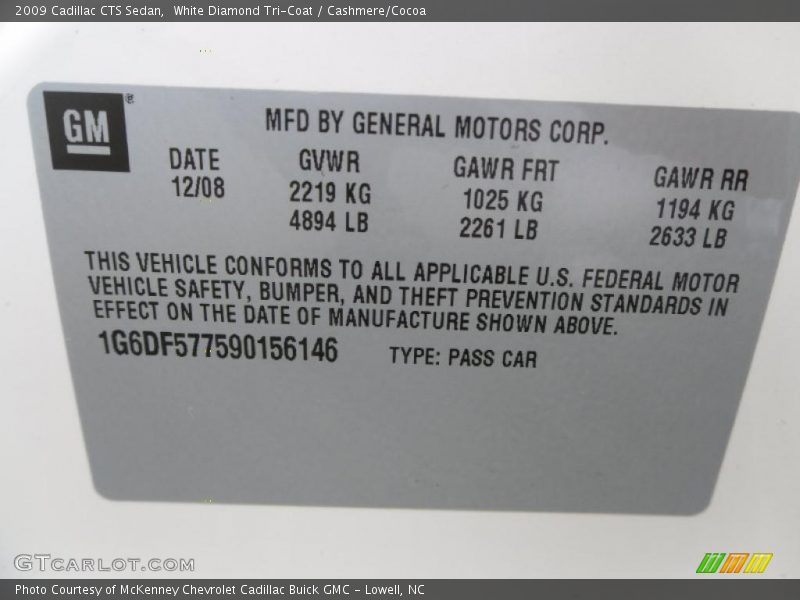 2009 Cadillac CTS Sedan, White Diamond Tri-Coat / Cashmere/Cocoa
GM®
MFD BY GENERAL MOTORS CORP.
DATE GVWR GAWR FRT GAWR RR
12/08 2219 KG 1025 KG 1194 KG
4894 LB 2261 LB 2633 LB
THIS VEHICLE CONFORMS TO ALL APPLICABLE U.S. FEDERAL MOTOR
VEHICLE SAFETY, BUMPER, AND THEFT PREVENTION STANDARDS IN
EFFECT ON THE DATE OF MANUFACTURE SHOWN ABOVE.
1G6DF577590156146 TYPE: PASS CAR
GTCARLOT.COM
Photo Courtesy of McKenney Chevrolet Cadillac Buick GMC - Lowell, NC